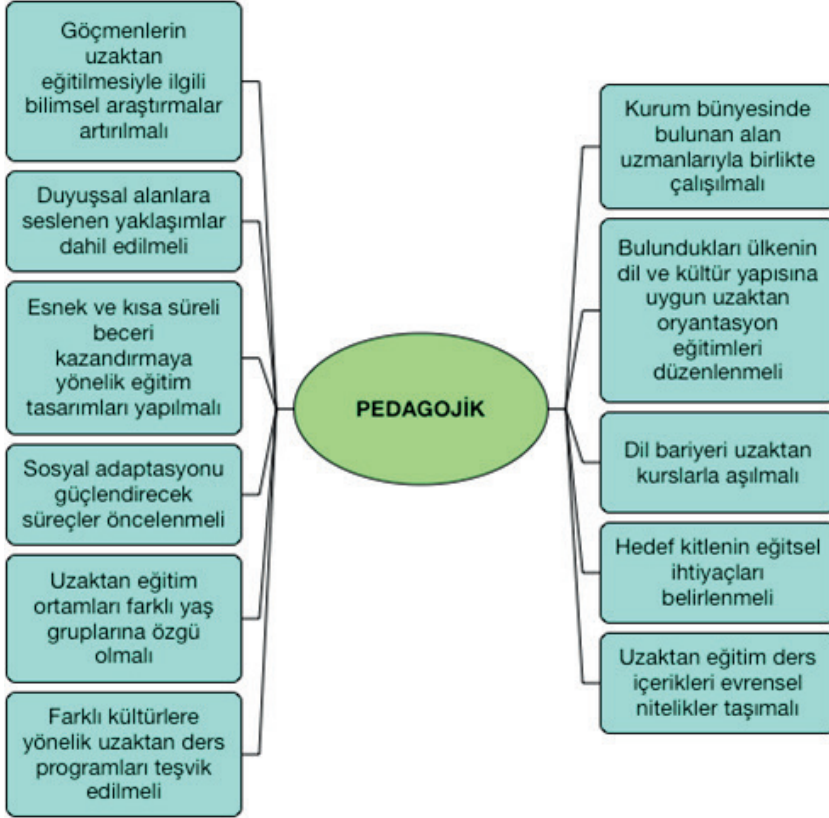 Göçmenlerin
uzaktan
eğitilmesiyle ilgili
bilimsel araştırmalar
artırılmalı
Duyuşsal alanlara
seslenen yaklaşımlar
dahil edilmeli
Esnek ve kısa süreli
beceri
kazandırmaya
yönelik eğitim
tasarımları yapılmalı
Sosyal adaptasyonu
güçlendirecek
süreçler öncelenmeli
Uzaktan eğitim
ortamları farklı yaş
gruplarına özgü
olmalı
Farklı kültürlere
yönelik uzaktan ders
programları teşvik
edilmeli
PEDAGOJİK
Kurum bünyesinde
bulunan alan
uzmanlarıyla birlikte
çalışılmalı
Bulundukları ülkenin
dil ve kültür yapısına
uygun uzaktan
oryantasyon
eğitimleri
düzenlenmeli
Dil bariyeri uzaktan
kurslarla aşılmalı
Hedef kitlenin eğitsel
ihtiyaçları
belirlenmeli
Uzaktan eğitim ders
içerikleri evrensel
nitelikler taşımalı